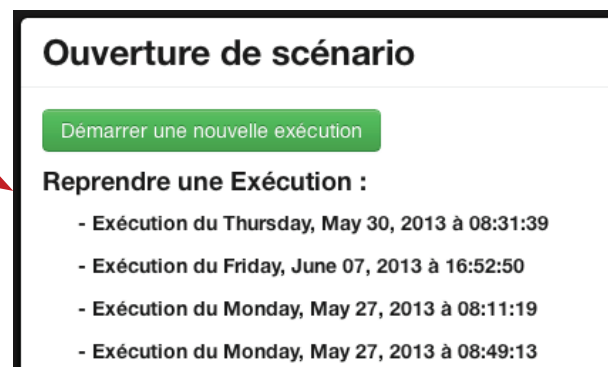 Ouverture de scénario
Démarrer une nouvelle exécution
Reprendre une Exécution :
- Exécution du Thursday, May 30, 2013 à 08:31:39
- Exécution du Friday, June 07, 2013 à 16:52:50
- Exécution du Monday, May 27, 2013 à 08:11:19
- Exécution du Monday, May 27, 2013 à 08:49:13